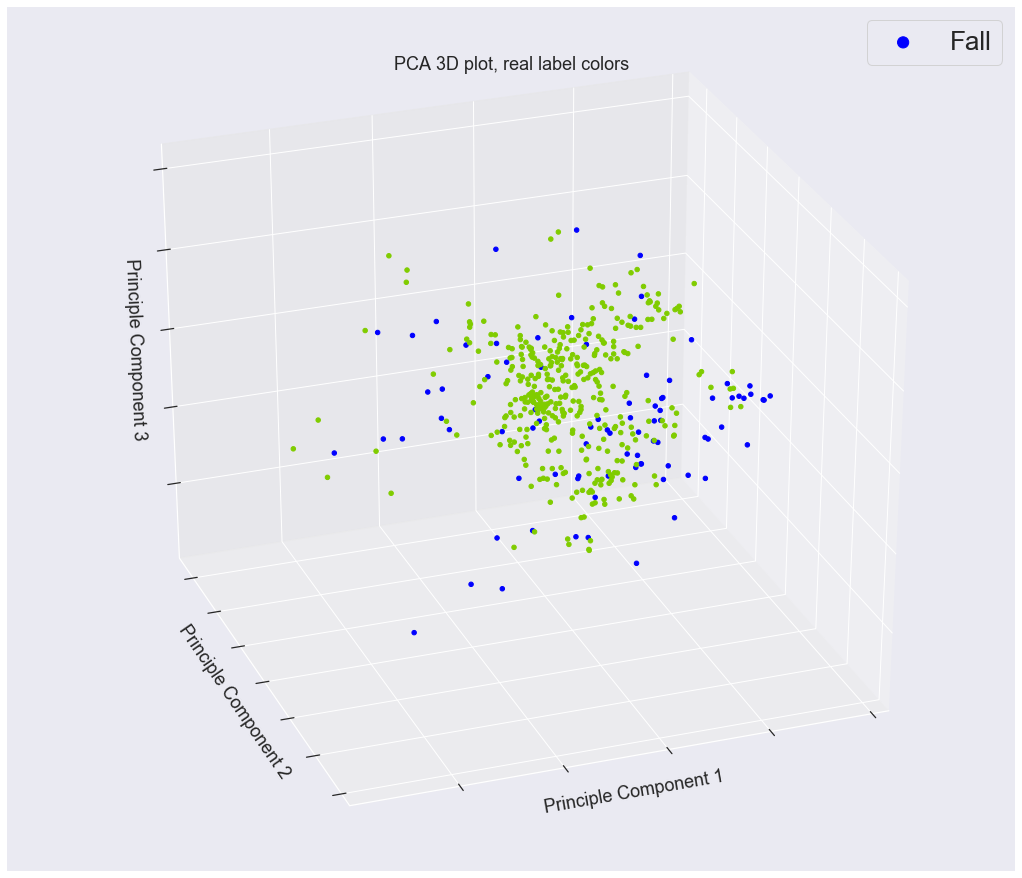 Fall
PCA 3D plot, real label colors
Principle Component 3
Principle Component 2
Principle Component 1